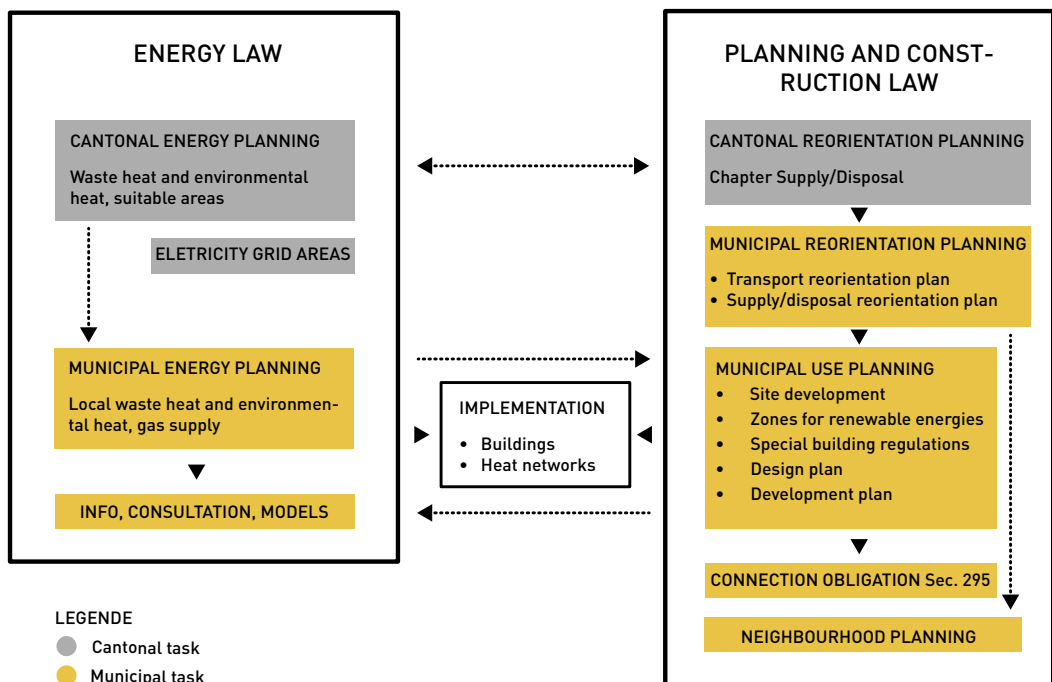 ENERGY LAW
CANTONAL ENERGY PLANNING
Waste heat and environmental
heat, suitable areas
ELETRICITY GRID AREAS
MUNICIPAL ENERGY PLANNING
Local waste heat and environmen-
tal heat, gas supply
INFO, CONSULTATION, MODELS
IMPLEMENTATION
• Buildings
• Heat networks
PLANNING AND CONST-
RUCTION LAW
CANTONAL REORIENTATION PLANNING
Chapter Supply/Disposal
MUNICIPAL REORIENTATION PLANNING
• Transport reorientation plan
• Supply/disposal reorientation plan
MUNICIPAL USE PLANNING
• Site development
• Zones for renewable energies
• Special building regulations
• Design plan
• Development plan
CONNECTION OBLIGATION Sec. 295
NEIGHBOURHOOD PLANNING
LEGENDE
Cantonal task
Municipal task